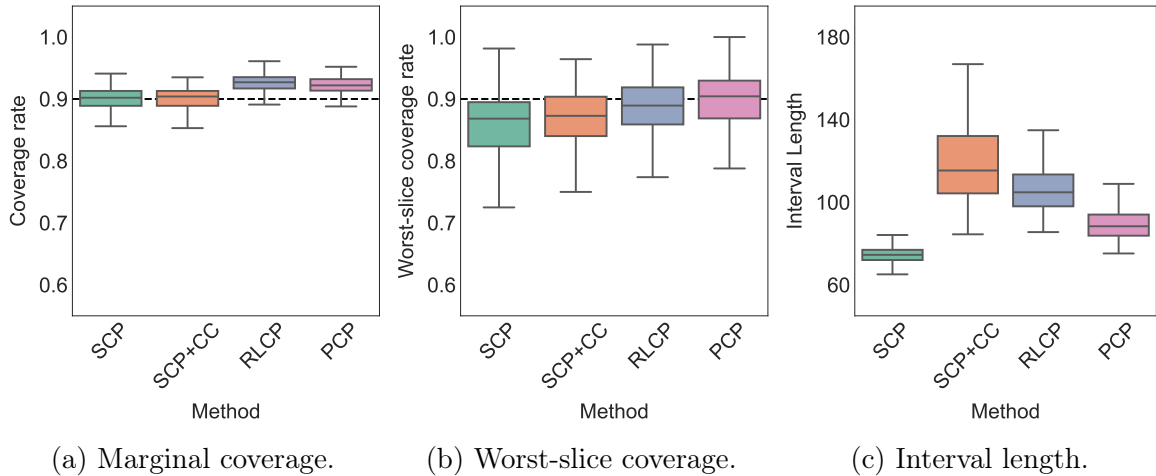 Coverage rate
1.0
0.9
0.8
0.7
0.6
SCP
SCP+CC
RLCP
PCP
Method
(a) Marginal coverage.
Worst-slice coverage rate
1.0
0.9
0.8
0.7
0.6
SCP
SCP+CC
RLCP
PCP
Method
(b) Worst-slice coverage.
Interval Length
180
140
100
60
SCP
SCP+CC
RLCP
PCP
Method
(c) Interval length.